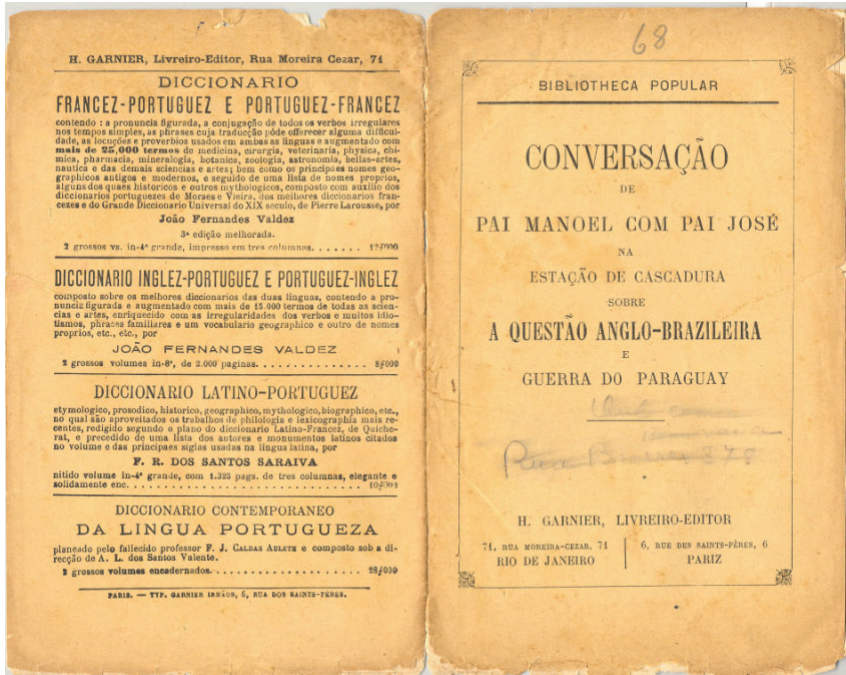 H. GARNIER, Livreiro-Editor, Rua Moreira Cezar, 71
DICCIONARIO
FRANCEZ-PORTUGUEZ E PORTUGUEZ-FRANCEZ
contendo : a pronuncia figurada, a conjugação de todos os verbos irregulares
nos tempos simples, as phrases cuja traducção póde offerecer alguma difficul-
dade, as locuções e proverbios usados em ambas as linguas e augmentado com
mais de 25,000 termos de medicina, cirurgia, veterinaria, physica, chi-
mica, pharmacia, mineralogia, botanica, zoologia, astronomia, bellas-artes,
nautica e das demais sciencias e artes; bem como os principaes nomes geo-
graphicos antigos e modernos, e seguido de uma lista de nomes proprios,
alguns dos quaes historicos e outros mythologicos, composto com auxilio dos
diccionarios portuguezes de Moraes e Vieira, dos melhores diccionarios fran-
cezes e do Grande Diccionario Universal do XIX seculo, de Pierre Larousse, por
João Fernandes Valdez
3ª edição melhorada.
2 grossos vs. in-4º grande, impresso em tres columnas. . . . . . . 12$000
DICCIONARIO INGLEZ-PORTUGUEZ E PORTUGUEZ-INGLEZ
composto sobre os melhores diccionarios das duas linguas, contendo a pro-
nuncia figurada e augmentado com mais de 15.000 termos de todas as scien-
cias e artes, enriquecido com as irregularidades dos verbos e muitos idio-
tismos, phrases familiares e um vocabulario geographico e outro de nomes
proprios, etc., etc., por
JOÃO FERNANDES VALDEZ
2 grossos volumes in-8º, de 2.000 paginas. . . . . . . . . . . . . . 8$000
DICCIONARIO LATINO-PORTUGUEZ
etymologico, prosodico, historico, geographico, mythologico, biographico, etc.,
no qual são aproveitados os trabalhos de philologia e lexicographia mais re-
centes, redigido segundo o plano do diccionario Latino-Francez, de Quiche-
rat, e precedido de uma lista dos autores e monumentos latinos citados
no volume e das principaes siglas usadas na lingua latina, por
F. R. DOS SANTOS SARAIVA
nitido volume in-4º grande, com 1.323 pags. de tres columnas, elegante e
solidamente enc. . . . . . . . . . . . . . . . . . . . . . . . . . .
DICCIONARIO CONTEMPORANEO
DA LINGUA PORTUGUEZA
planeado pelo fallecido professor F. J. CALDAS AULETE e composto sob a di-
recção de A. L. dos Santos Valente.
2 grossos volumes encadernados. . . . . . . . . . . . . . . . . . . 28$000
PARIS. — TYP. GARNIER IRMÃOS, 6, RUA DOS SAINTS-PÈRES.
68
BIBLIOTHECA POPULAR
CONVERSAÇÃO
DE
PAI MANOEL COM PAI JOSÉ
NA
ESTAÇÃO DE CASCADURA
SOBRE
A QUESTÃO ANGLO-BRAZILEIRA
E
GUERRA DO PARAGUAY
Rua
H. GARNIER, LIVREIRO-EDITOR
71, RUA MOREIRA-CEZAR, 71
RIO DE JANEIRO
6, RUE DES SAINTS-PÈRES, 6
PARIZ